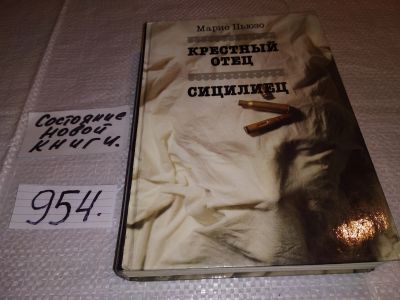 Марио Пьюзо
КРЕСТНЫЙ
ОТЕЦ
СИЦИЛИЕЦ
Состояние
новой
книги.
954.